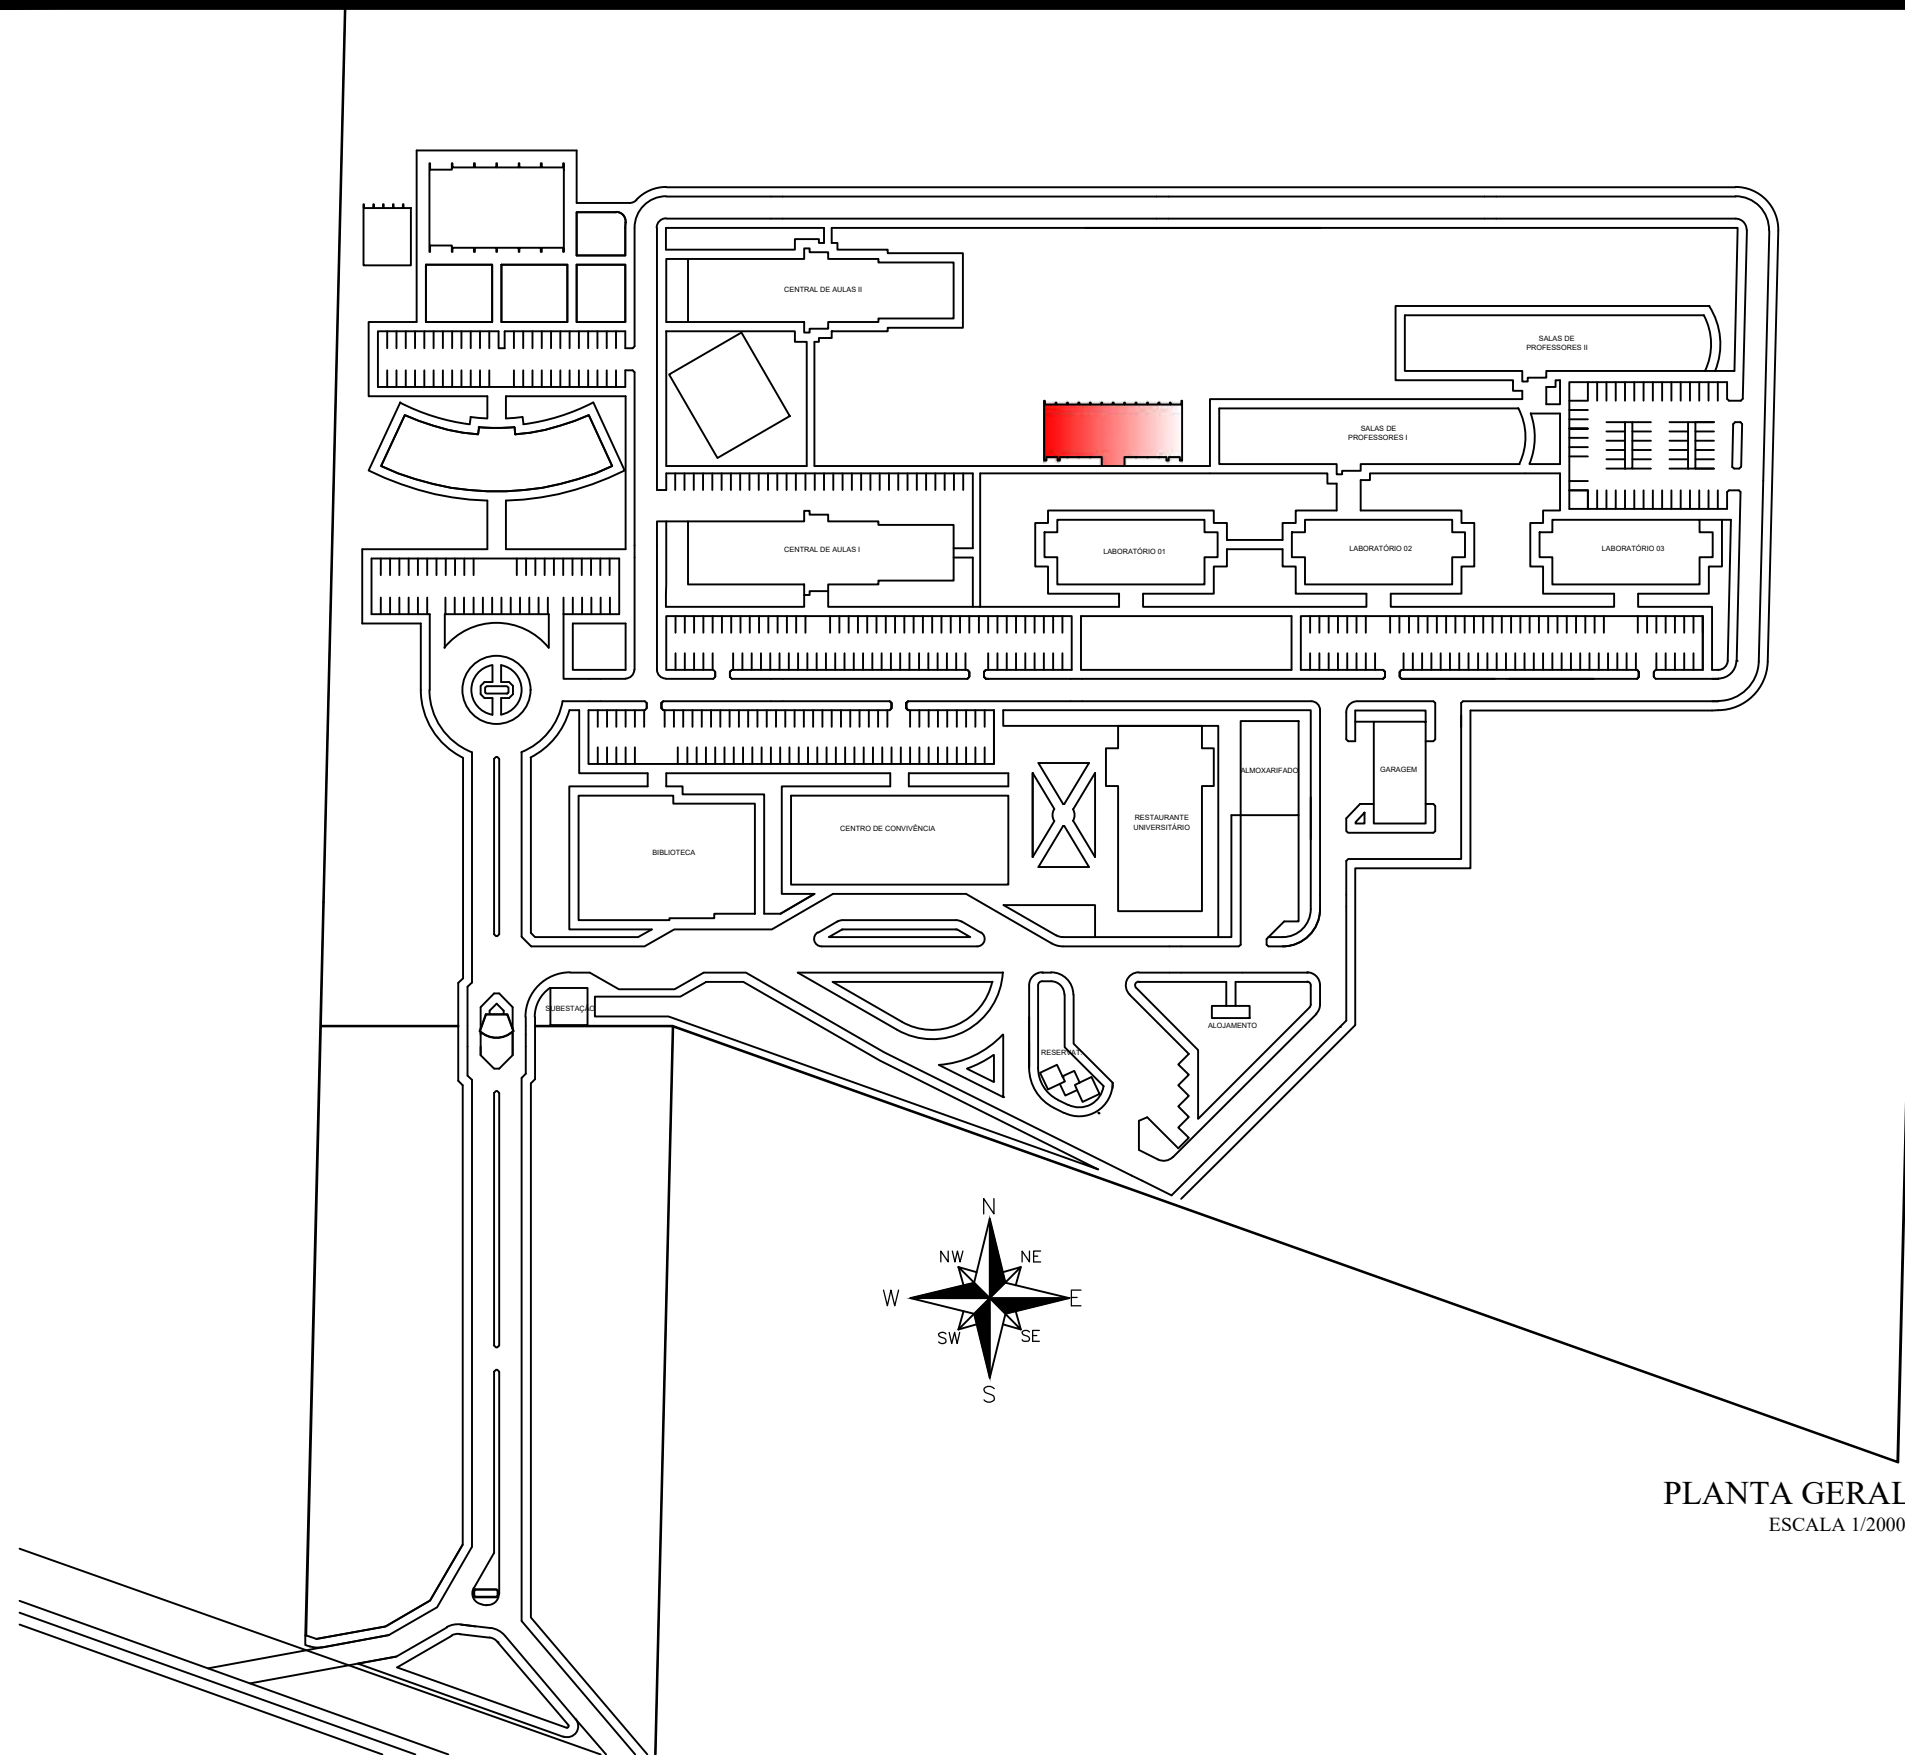 CENTRAL DE AULAS II
SALAS DE
PROFESSORES II
SALAS DE
PROFESSORES I
CENTRAL DE AULAS I
LABORATÓRIO 01
LABORATÓRIO 02
LABORATÓRIO 03
ALMOXARIFADO
GARAGEM
RESTAURANTE
UNIVERSITÁRIO
CENTRO DE CONVIVÊNCIA
BIBLIOTECA
SUBESTAÇÃO
ALOJAMENTO
RESERVAT.
N
NW
NE
W
E
SW
SE
S
PLANTA GERAL
ESCALA 1/2000